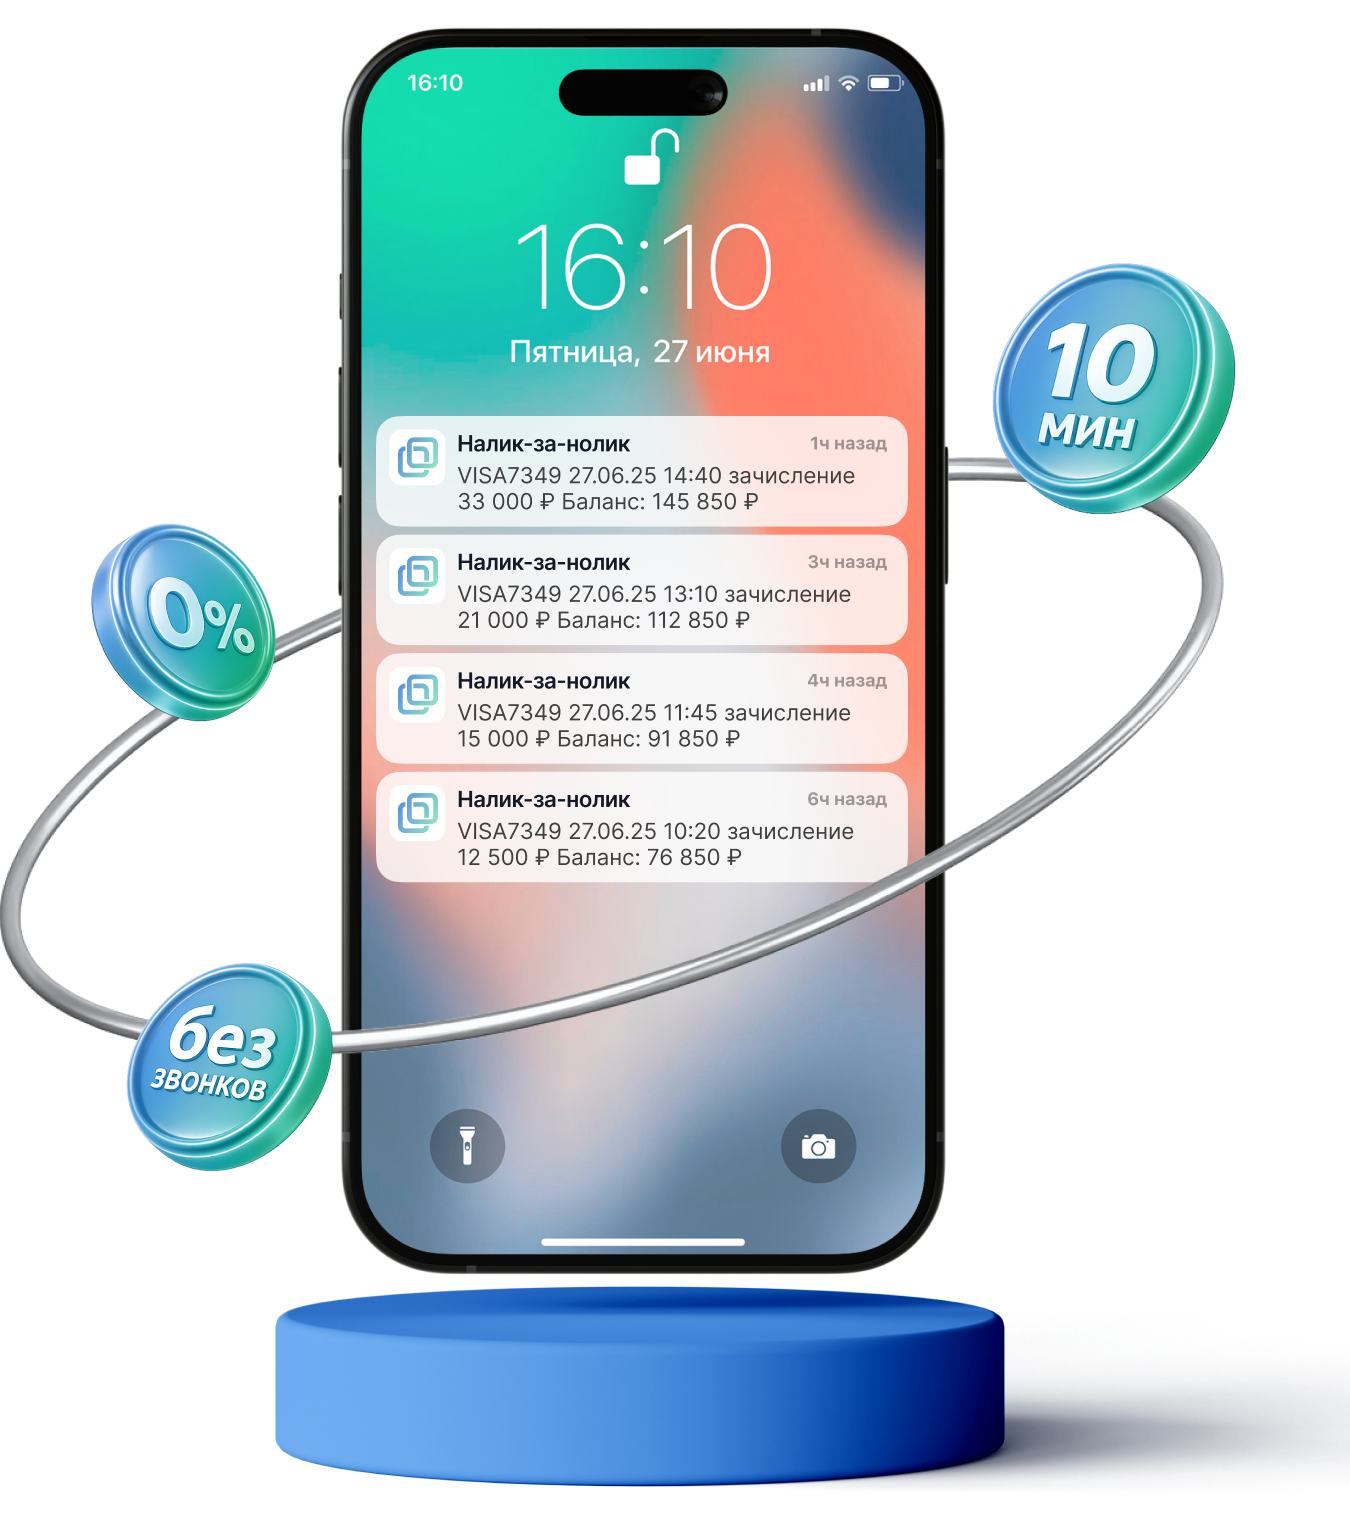 16:10
16:10
Пятница, 27 июня
10
мин
Налик-за-нолик
1ч назад
VISA7349 27.06.25 14:40 зачисление
33 000 ₽ Баланс: 145 850 ₽
Налик-за-нолик
3ч назад
VISA7349 27.06.25 13:10 зачисление
21 000 ₽ Баланс: 112 850 ₽
0%
Налик-за-нолик
4ч назад
VISA7349 27.06.25 11:45 зачисление
15 000 ₽ Баланс: 91 850 ₽
Налик-за-нолик
6ч назад
VISA7349 27.06.25 10:20 зачисление
12 500 ₽ Баланс: 76 850 ₽
без
звонков